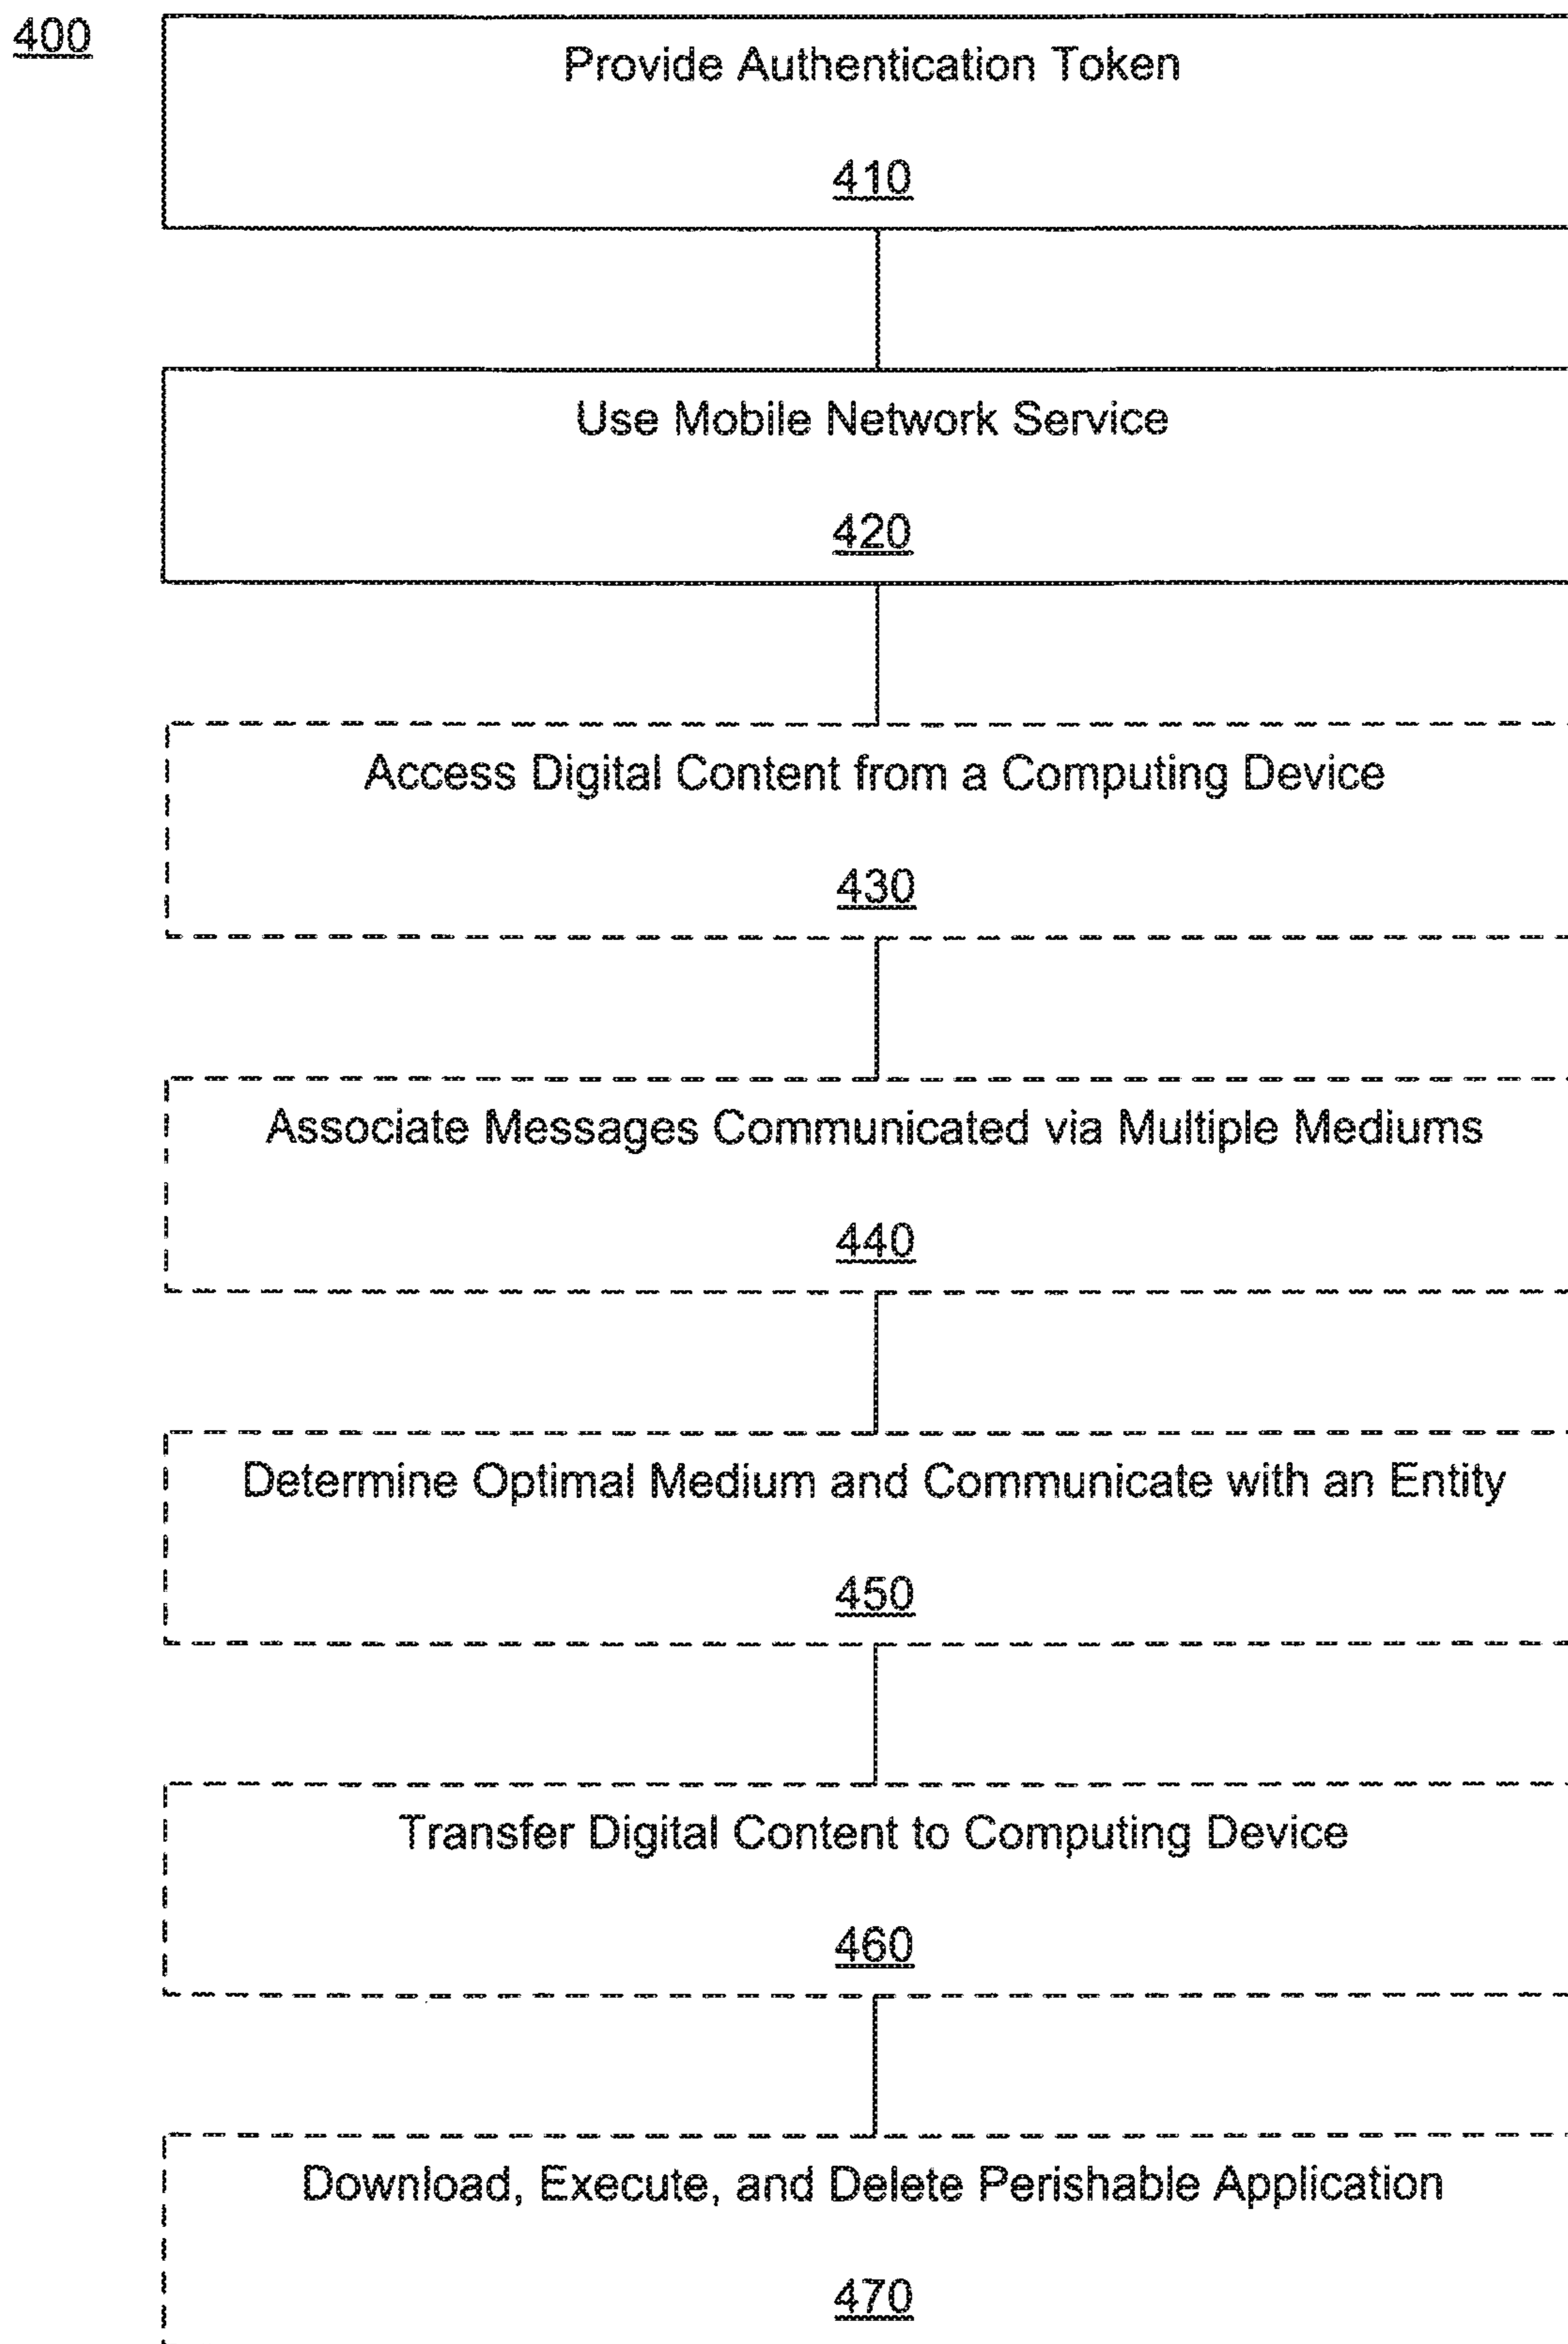 400
Provide Authentication Token
410
Use Mobile Network Service
420
Access Digital Content from a Computing Device
430
Associate Messages Communicated via Multiple Mediums
440
Determine Optimal Medium and Communicate with an Entity
450
Transfer Digital Content to Computing Device
460
Download, Execute, and Delete Perishable Application
470